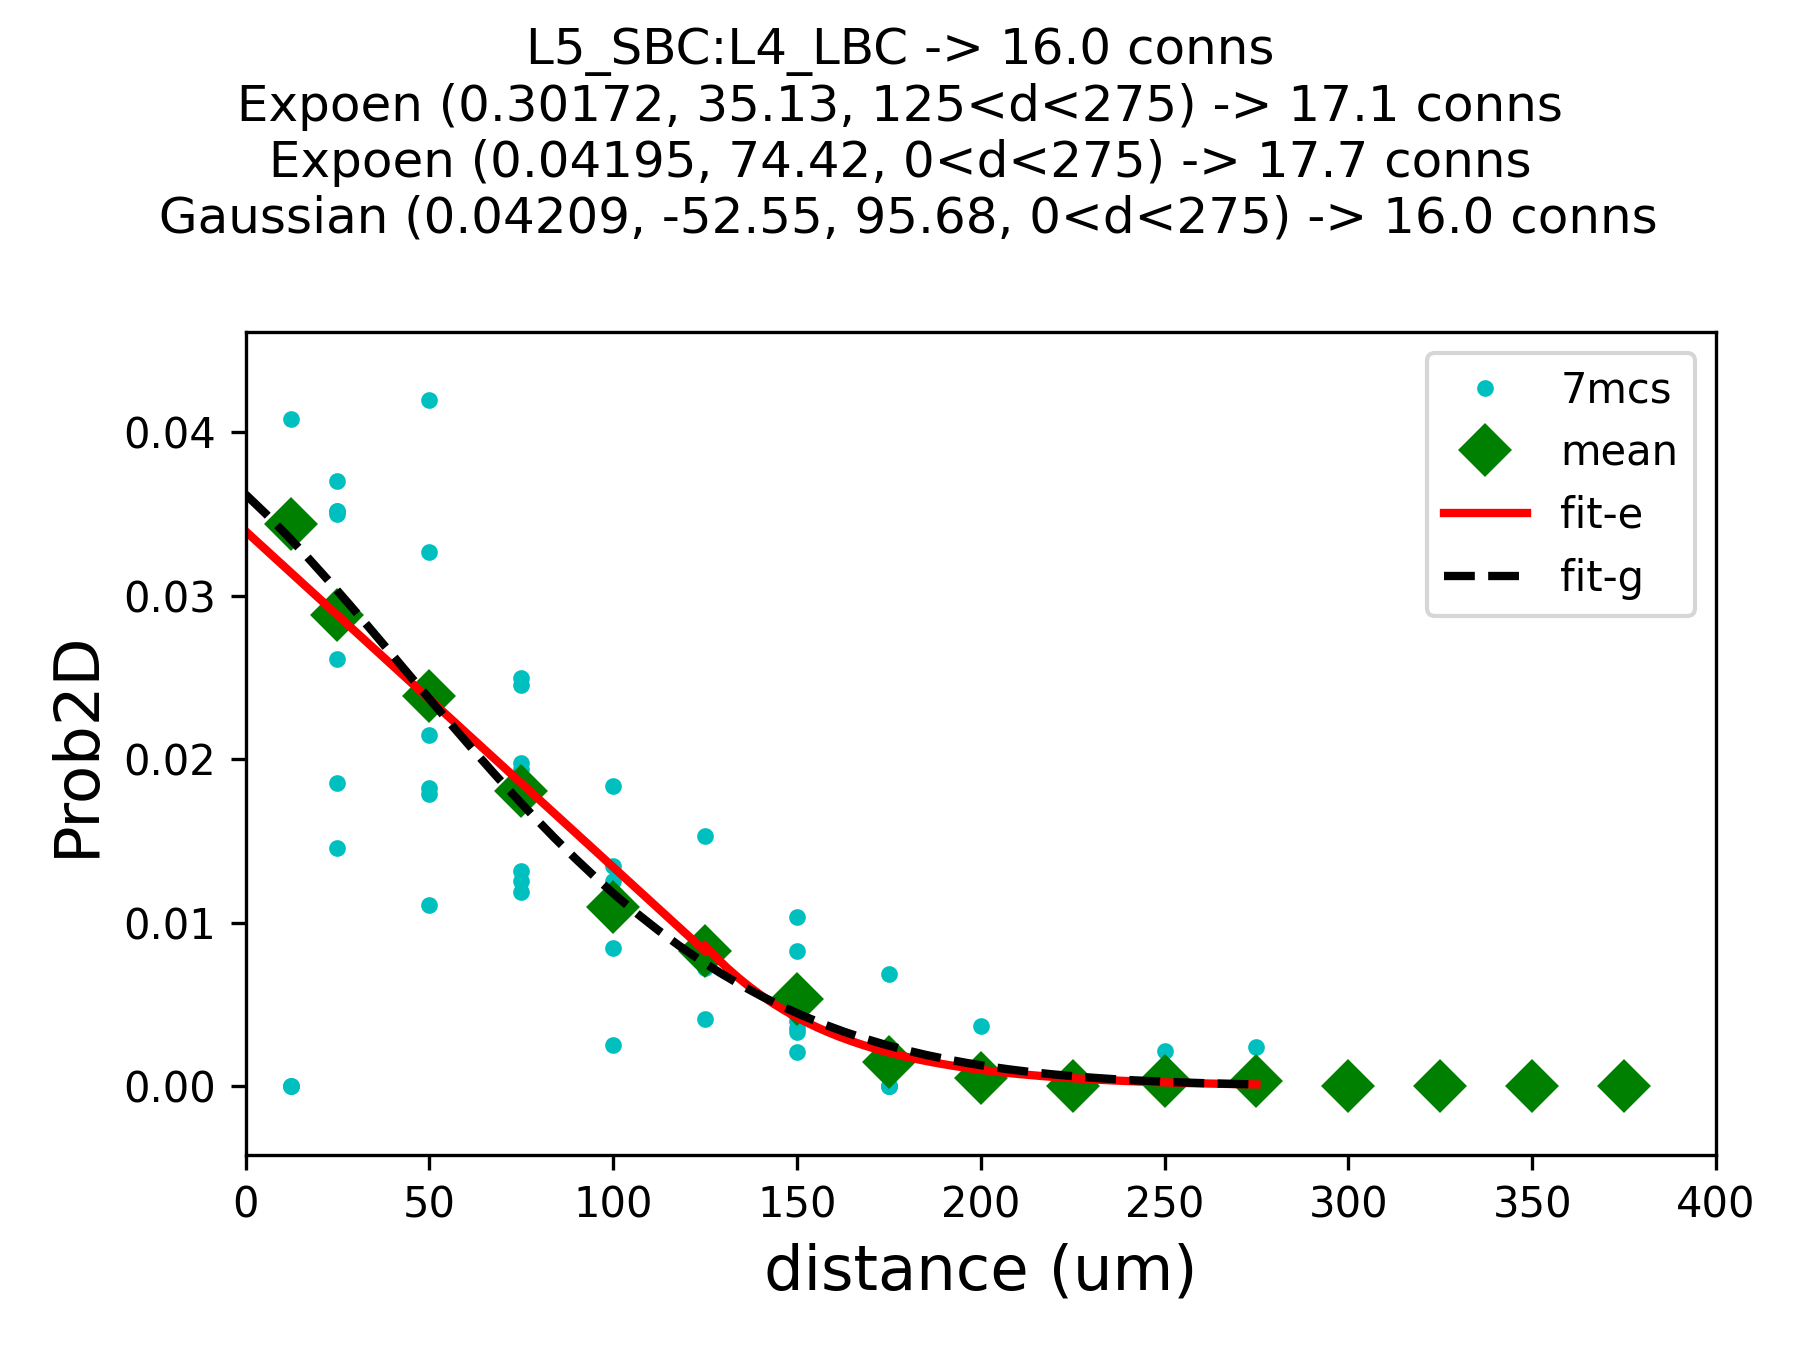 L5_SBC:L4_LBC -> 16.0 conns
Expoen (0.30172, 35.13, 125<d<275) -> 17.1 conns
Expoen (0.04195, 74.42, 0<d<275) -> 17.7 conns
Gaussian (0.04209, -52.55, 95.68, 0<d<275) -> 16.0 conns
7mcs
mean
fit-e
fit-g
Prob2D
0.04
0.03
0.02
0.01
0.00
0 50 100 150 200 250 300 350 400
distance (um)